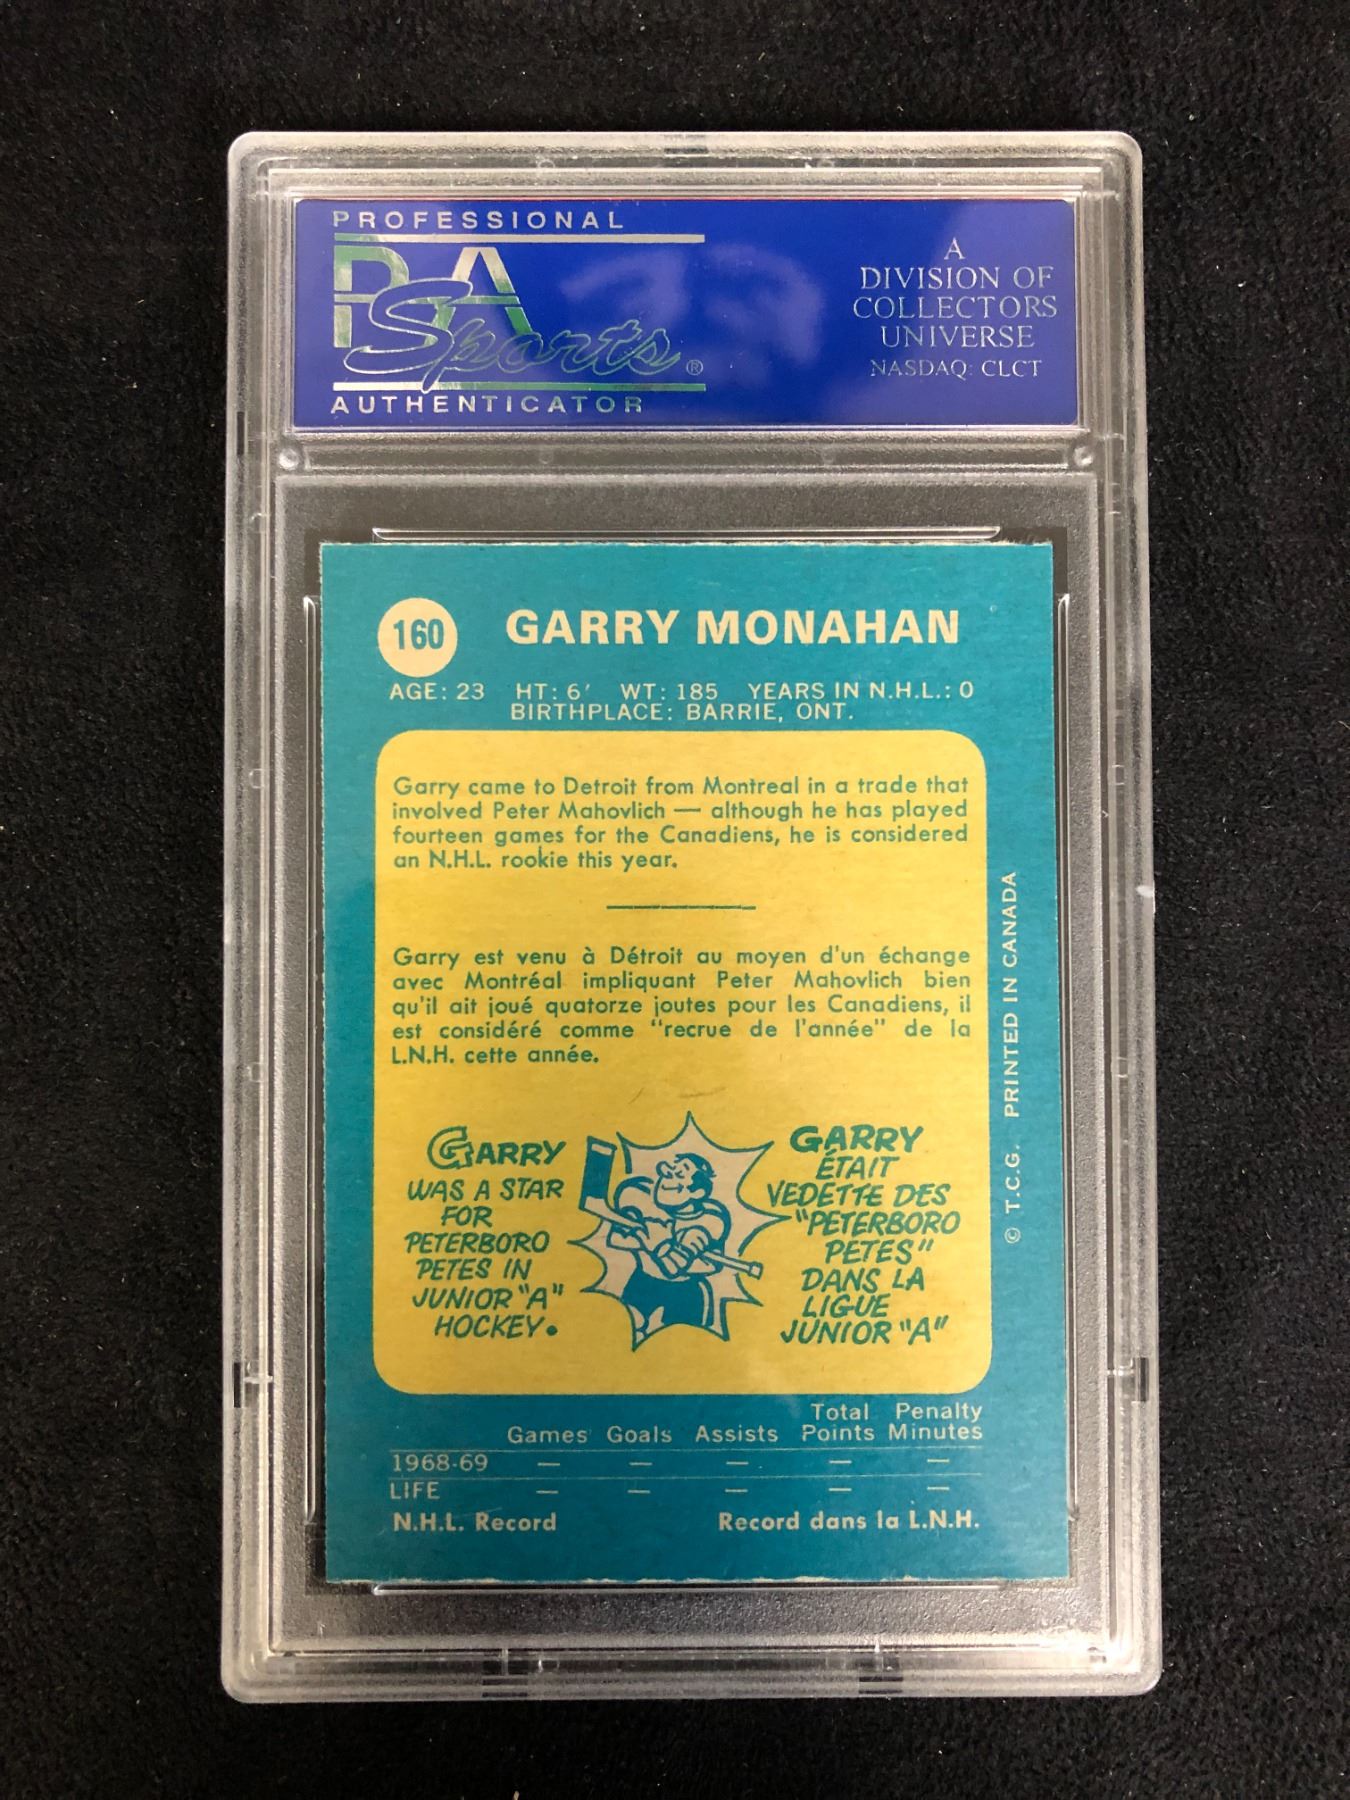 PROFESSIONAL
PSA
Sports®
AUTHENTICATOR
A
DIVISION OF
COLLECTORS
UNIVERSE
NASDAQ: CLCT
160
GARRY MONAHAN
AGE: 23 HT: 6' WT: 185 YEARS IN N.H.L.: 0
BIRTHPLACE: BARRIE, ONT.
Garry came to Detroit from Montreal in a trade that
involved Peter Mahovlich — although he has played
fourteen games for the Canadiens, he is considered
an N.H.L. rookie this year.
Garry est venu à Détroit au moyen d'un échange
avec Montréal impliquant Peter Mahovlich bien
qu'il ait joué quatorze joutes pour les Canadiens, il
est considéré comme "recrue de l'année" de la
L.N.H. cette année.
GARRY
WAS A STAR
FOR
PETERBORO
PETES IN
JUNIOR "A"
HOCKEY.
GARRY
ÉTAIT
VEDETTE DES
"PETERBORO
PETES"
DANS LA
LIGUE
JUNIOR "A"
© T.C.G. PRINTED IN CANADA
Games Goals Assists Total Points Penalty Minutes
1968-69 — — — — —
LIFE — — — — —
N.H.L. Record Record dans la L.N.H.